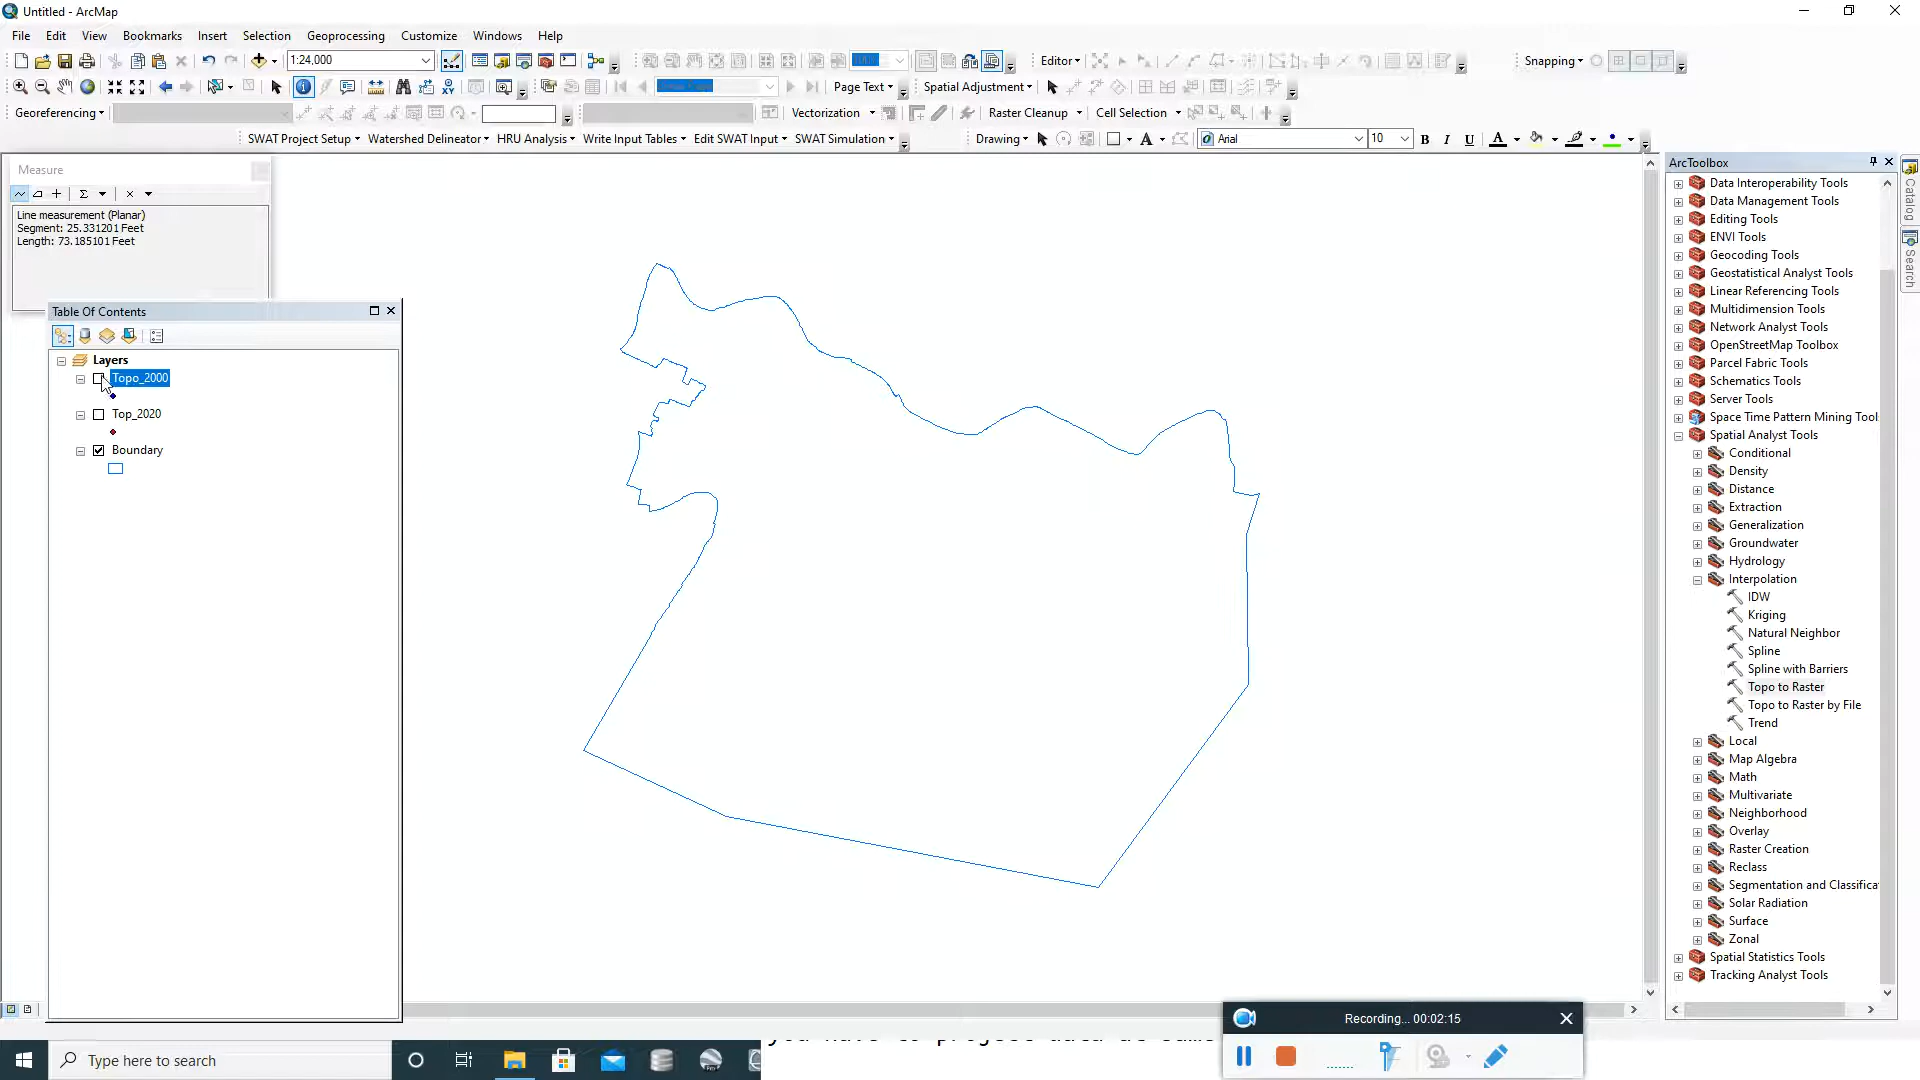 Untitled - ArcMap
File Edit View Bookmarks Insert Selection Geoprocessing Customize Windows Help
1:24,000 Editor Snapping
Page Text Spatial Adjustment
Georeferencing Vectorization Raster Cleanup Cell Selection
SWAT Project Setup Watershed Delineator HRU Analysis Write Input Tables Edit SWAT Input SWAT Simulation Drawing A Arial 10 B I U A
Measure
Line measurement (Planar)
Segment: 25.331201 Feet
Length: 73.185101 Feet
Table Of Contents
Layers
Topo_2000
Top_2020
Boundary
ArcToolbox
Data Interoperability Tools
Data Management Tools
Editing Tools
ENVI Tools
Geocoding Tools
Geostatistical Analyst Tools
Linear Referencing Tools
Multidimension Tools
Network Analyst Tools
OpenStreetMap Toolbox
Parcel Fabric Tools
Schematics Tools
Server Tools
Space Time Pattern Mining Tool
Spatial Analyst Tools
Conditional
Density
Distance
Extraction
Generalization
Groundwater
Hydrology
Interpolation
IDW
Kriging
Natural Neighbor
Spline
Spline with Barriers
Topo to Raster
Topo to Raster by File
Trend
Local
Map Algebra
Math
Multivariate
Neighborhood
Overlay
Raster Creation
Reclass
Segmentation and Classifica
Solar Radiation
Surface
Zonal
Spatial Statistics Tools
Tracking Analyst Tools
Catalog
Search
Recording... 00:02:15
Type here to search